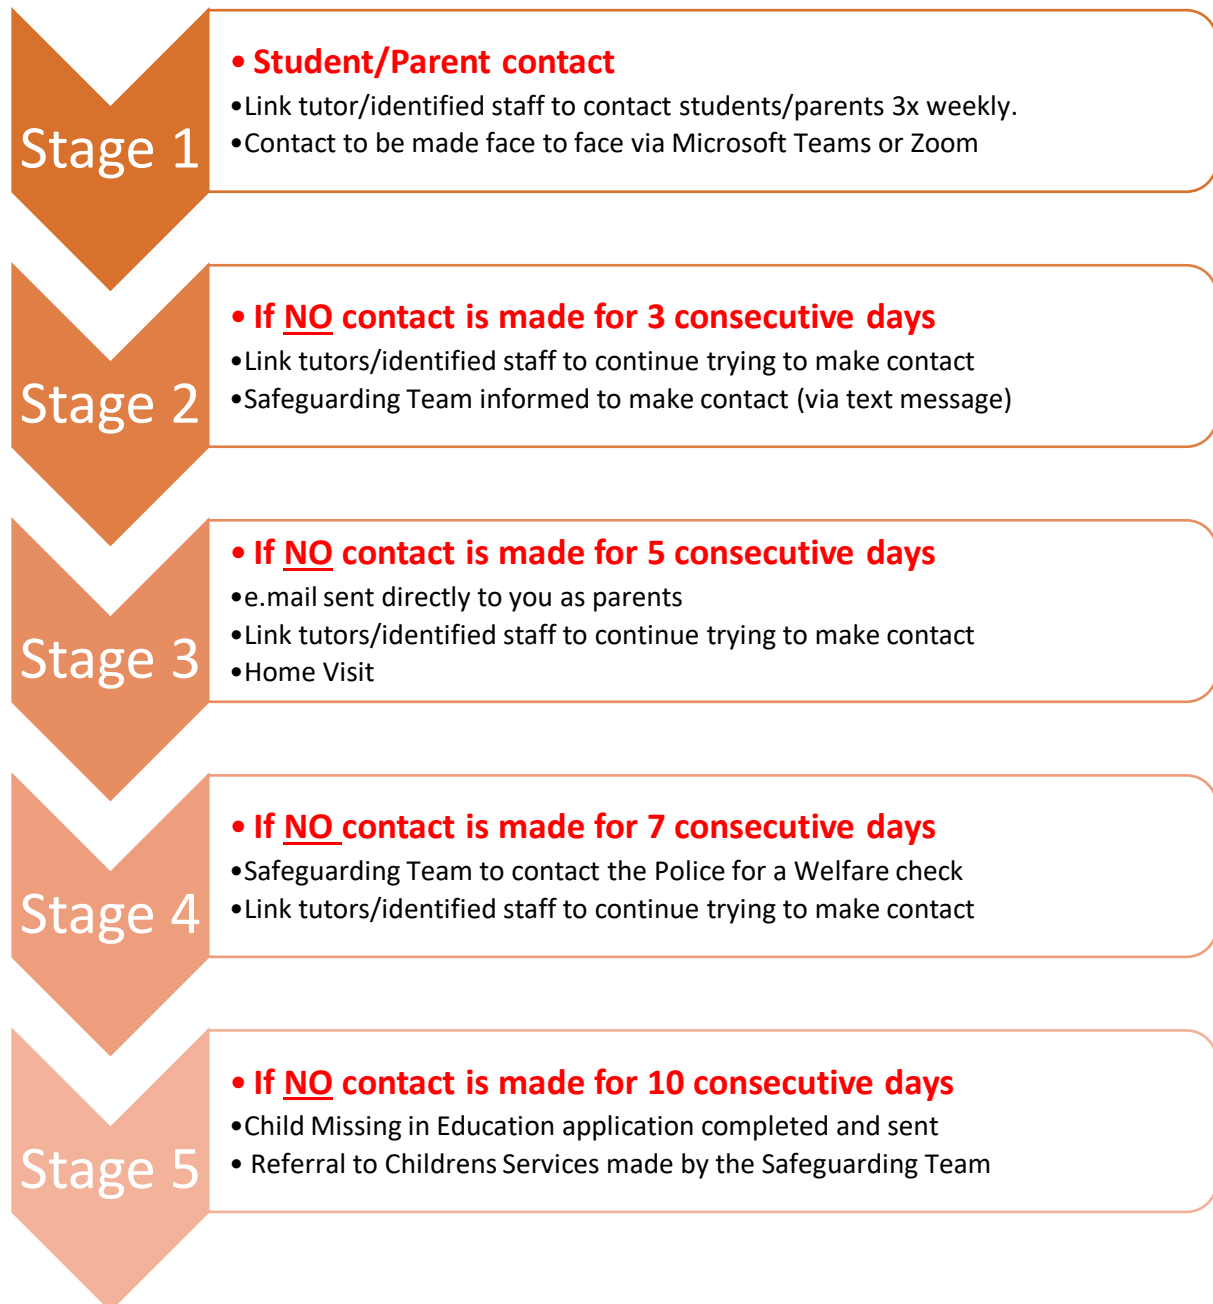 Stage 1
• Student/Parent contact
•Link tutor/identified staff to contact students/parents 3x weekly.
•Contact to be made face to face via Microsoft Teams or Zoom
Stage 2
• If NO contact is made for 3 consecutive days
•Link tutors/identified staff to continue trying to make contact
•Safeguarding Team informed to make contact (via text message)
Stage 3
• If NO contact is made for 5 consecutive days
•e.mail sent directly to you as parents
•Link tutors/identified staff to continue trying to make contact
•Home Visit
Stage 4
• If NO contact is made for 7 consecutive days
•Safeguarding Team to contact the Police for a Welfare check
•Link tutors/identified staff to continue trying to make contact
Stage 5
• If NO contact is made for 10 consecutive days
•Child Missing in Education application completed and sent
• Referral to Childrens Services made by the Safeguarding Team